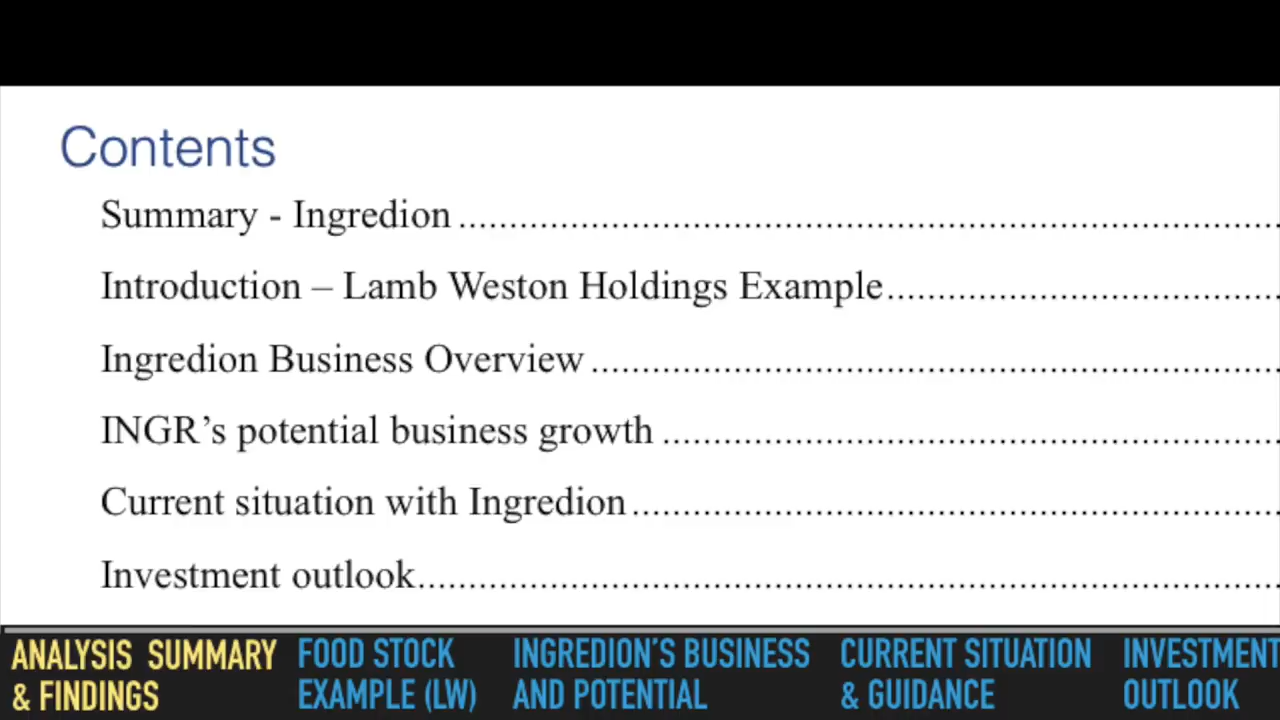 Contents
Summary - Ingredion ................................................................
Introduction – Lamb Weston Holdings Example................................
Ingredion Business Overview ......................................................
INGR’s potential business growth ................................................
Current situation with Ingredion..................................................
Investment outlook......................................................................
ANALYSIS SUMMARY
& FINDINGS
FOOD STOCK
EXAMPLE (LW)
INGREDION’S BUSINESS
AND POTENTIAL
CURRENT SITUATION
& GUIDANCE
INVESTMENT
OUTLOOK